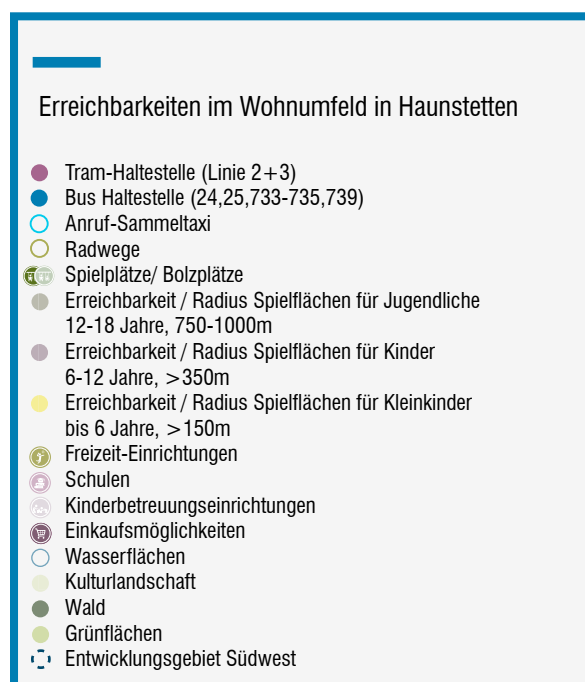 Erreichbarkeiten im Wohnumfeld in Haunstetten
Tram-Haltestelle (Linie 2+3)
Bus Haltestelle (24,25,733-735,739)
Anruf-Sammeltaxi
Radwege
Spielplätze/ Bolzplätze
Erreichbarkeit / Radius Spielflächen für Jugendliche
12-18 Jahre, 750-1000m
Erreichbarkeit / Radius Spielflächen für Kinder
6-12 Jahre, >350m
Erreichbarkeit / Radius Spielflächen für Kleinkinder
bis 6 Jahre, >150m
Freizeit-Einrichtungen
Schulen
Kinderbetreuungseinrichtungen
Einkaufsmöglichkeiten
Wasserflächen
Kulturlandschaft
Wald
Grünflächen
Entwicklungsgebiet Südwest